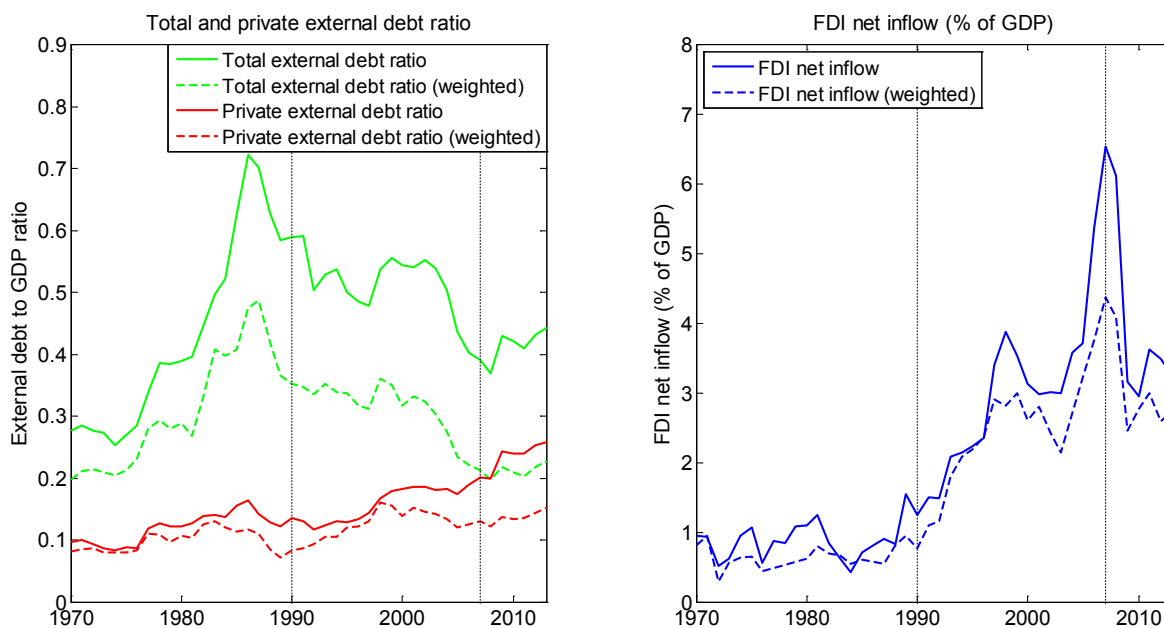 Total and private external debt ratio
0.9
0.8
0.7
0.6
0.5
0.4
0.3
0.2
0.1
0
External debt to GDP ratio
Total external debt ratio
Total external debt ratio (weighted)
Private external debt ratio
Private external debt ratio (weighted)
1970 1980 1990 2000 2010
FDI net inflow (% of GDP)
8
7
6
5
4
3
2
1
0
FDI net inflow (% of GDP)
FDI net inflow
FDI net inflow (weighted)
1970 1980 1990 2000 2010